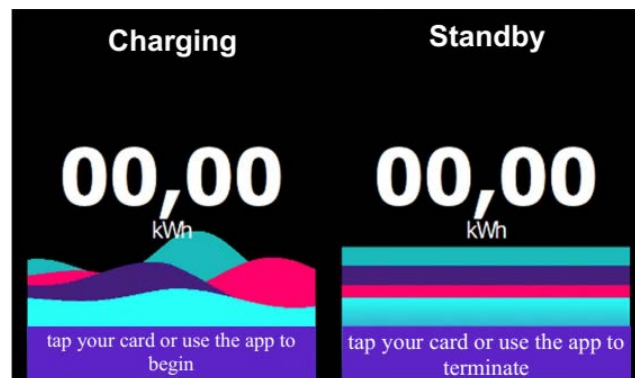 Charging
00,00
kWh
tap your card or use the app to
begin
Standby
00,00
kWh
tap your card or use the app to
terminate